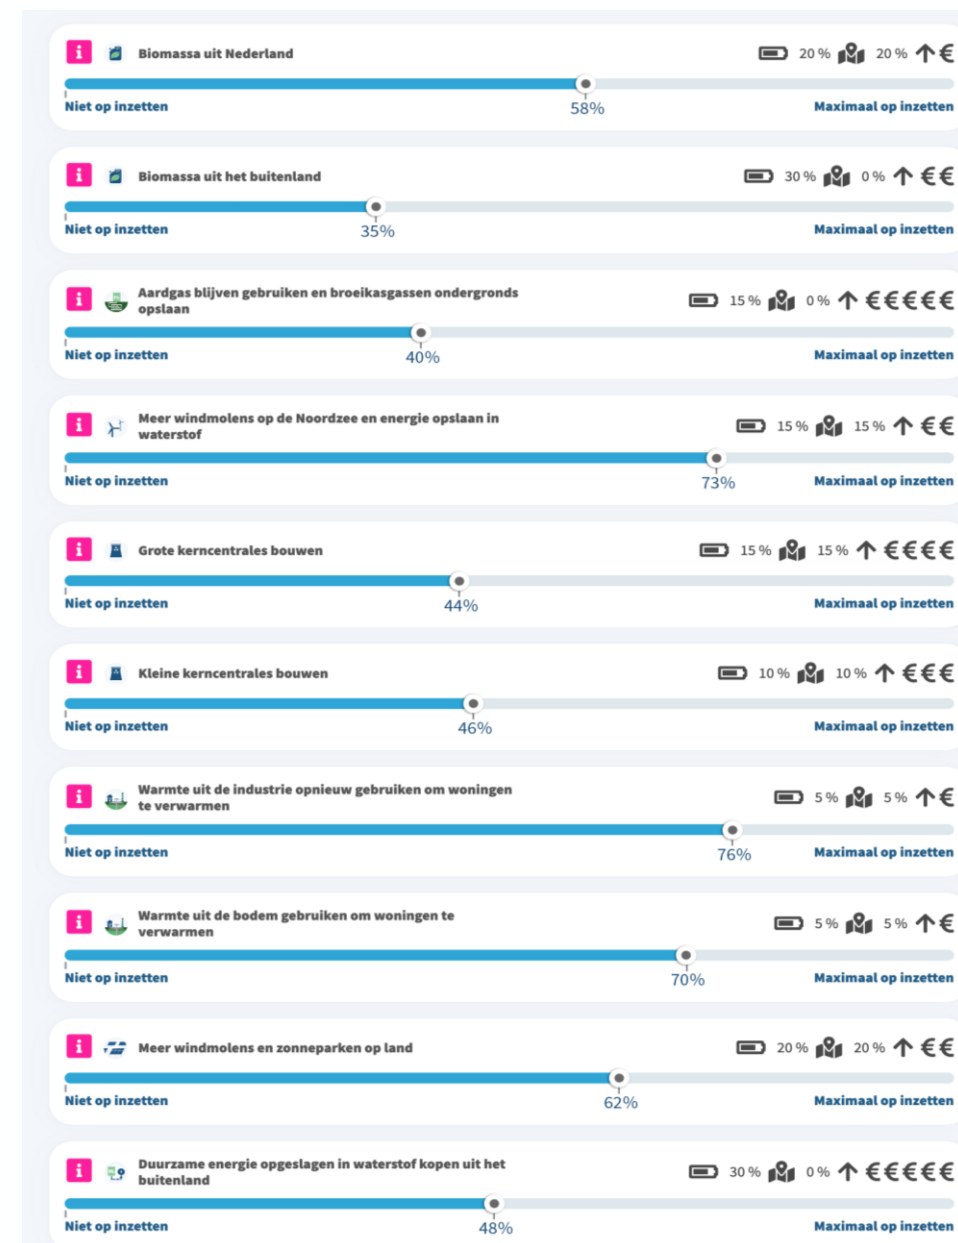 Biomassa uit Nederland 20 % 20 % €
58%
Niet op inzetten Maximaal op inzetten
Biomassa uit het buitenland 30 % 0 % €€
35%
Niet op inzetten Maximaal op inzetten
Aardgas blijven gebruiken en broeikasgassen ondergronds
opslaan 15 % 0 % €€€€€
40%
Niet op inzetten Maximaal op inzetten
Meer windmolens op de Noordzee en energie opslaan in
waterstof 15 % 15 % €€
73%
Niet op inzetten Maximaal op inzetten
Grote kerncentrales bouwen 15 % 15 % €€€€
44%
Niet op inzetten Maximaal op inzetten
Kleine kerncentrales bouwen 10 % 10 % €€€
46%
Niet op inzetten Maximaal op inzetten
Warmte uit de industrie opnieuw gebruiken om woningen
te verwarmen 5 % 5 % €
76%
Niet op inzetten Maximaal op inzetten
Warmte uit de bodem gebruiken om woningen te
verwarmen 5 % 5 % €
70%
Niet op inzetten Maximaal op inzetten
Meer windmolens en zonneparken op land 20 % 20 % €€
62%
Niet op inzetten Maximaal op inzetten
Duurzame energie opgeslagen in waterstof kopen uit het
buitenland 30 % 0 % €€€€€
48%
Niet op inzetten Maximaal op inzetten